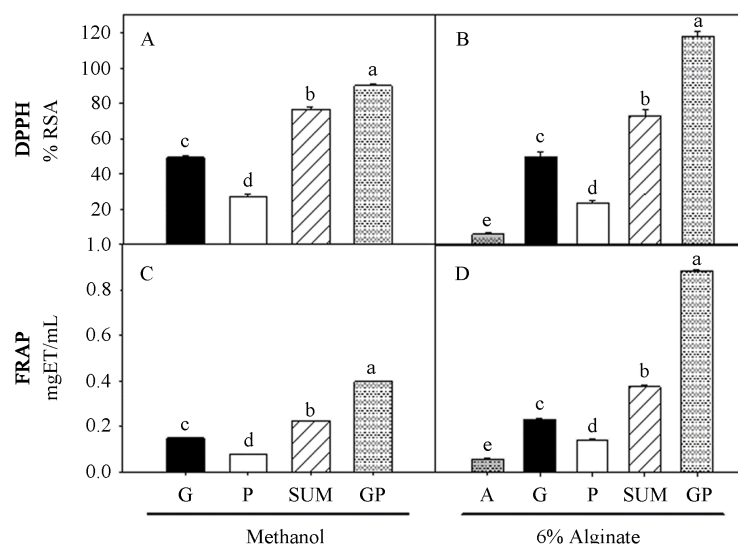 120
A
a
B
a
100
b
b
DPPH
% RSA
80
60
c
c
40
d
d
20
e
1.0
C
D
a
0.8
FRAP
mgET/mL
0.6
a
0.4
b
b
c
c
0.2
d
d
e
0.0
G P SUM GP A G P SUM GP
Methanol 6% Alginate